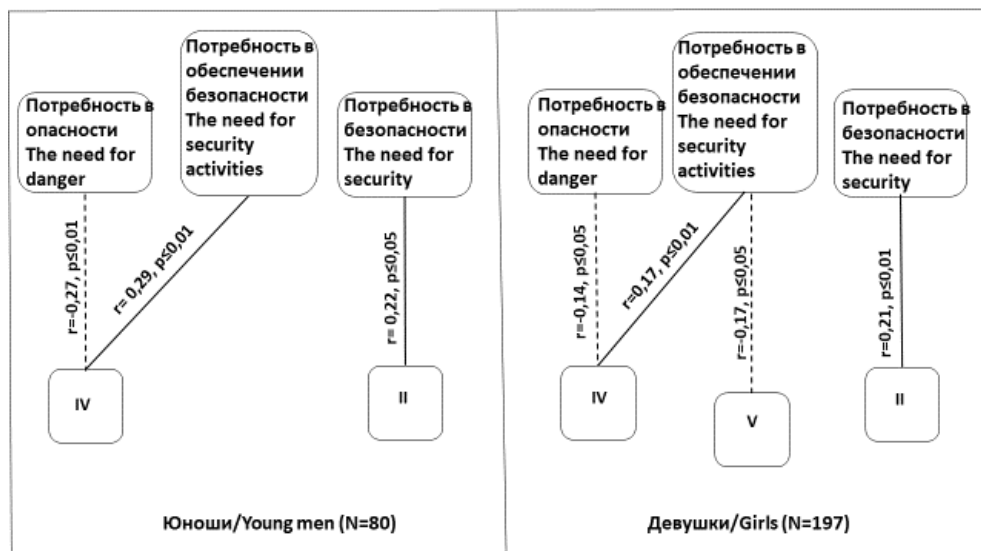 Потребность в
опасности
The need for
danger
Потребность в
обеспечении
безопасности
The need for
security
activities
Потребность в
безопасности
The need for
security
r=-0,27, p≤0,01
r= 0,29, p≤0,01
r= 0,22, p≤0,05
IV
II
Юноши/Young men (N=80)
Потребность в
опасности
The need for
danger
Потребность в
обеспечении
безопасности
The need for
security
activities
Потребность в
безопасности
The need for
security
r=-0,14, p≤0,05
r=0,17, p≤0,01
r=-0,17, p≤0,05
r=0,21, p≤0,01
IV
V
II
Девушки/Girls (N=197)